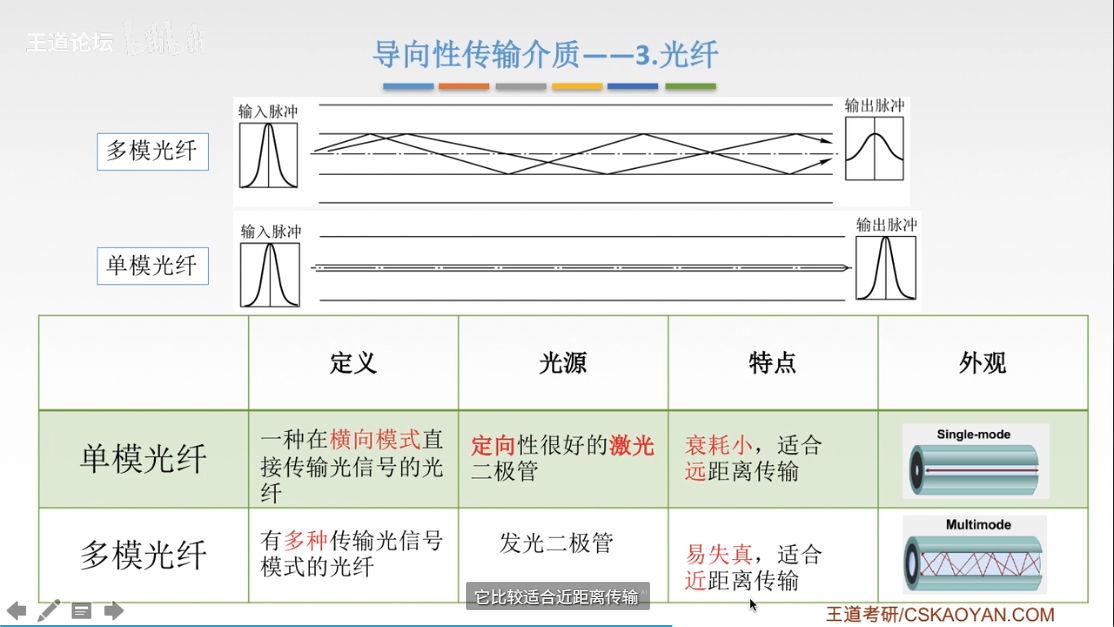 王道论坛
导向性传输介质——3.光纤
输入脉冲
输出脉冲
多模光纤
输入脉冲
输出脉冲
单模光纤
定义
光源
特点
外观
单模光纤
一种在横向模式直
接传输光信号的光
纤
定向性很好的激光
二极管
衰耗小，适合
远距离传输
Single-mode
多模光纤
有多种传输光信号
模式的光纤
发光二极管
易失真，适合
近距离传输
Multimode
它比较适合近距离传输
王道考研/CSKAOYAN.COM